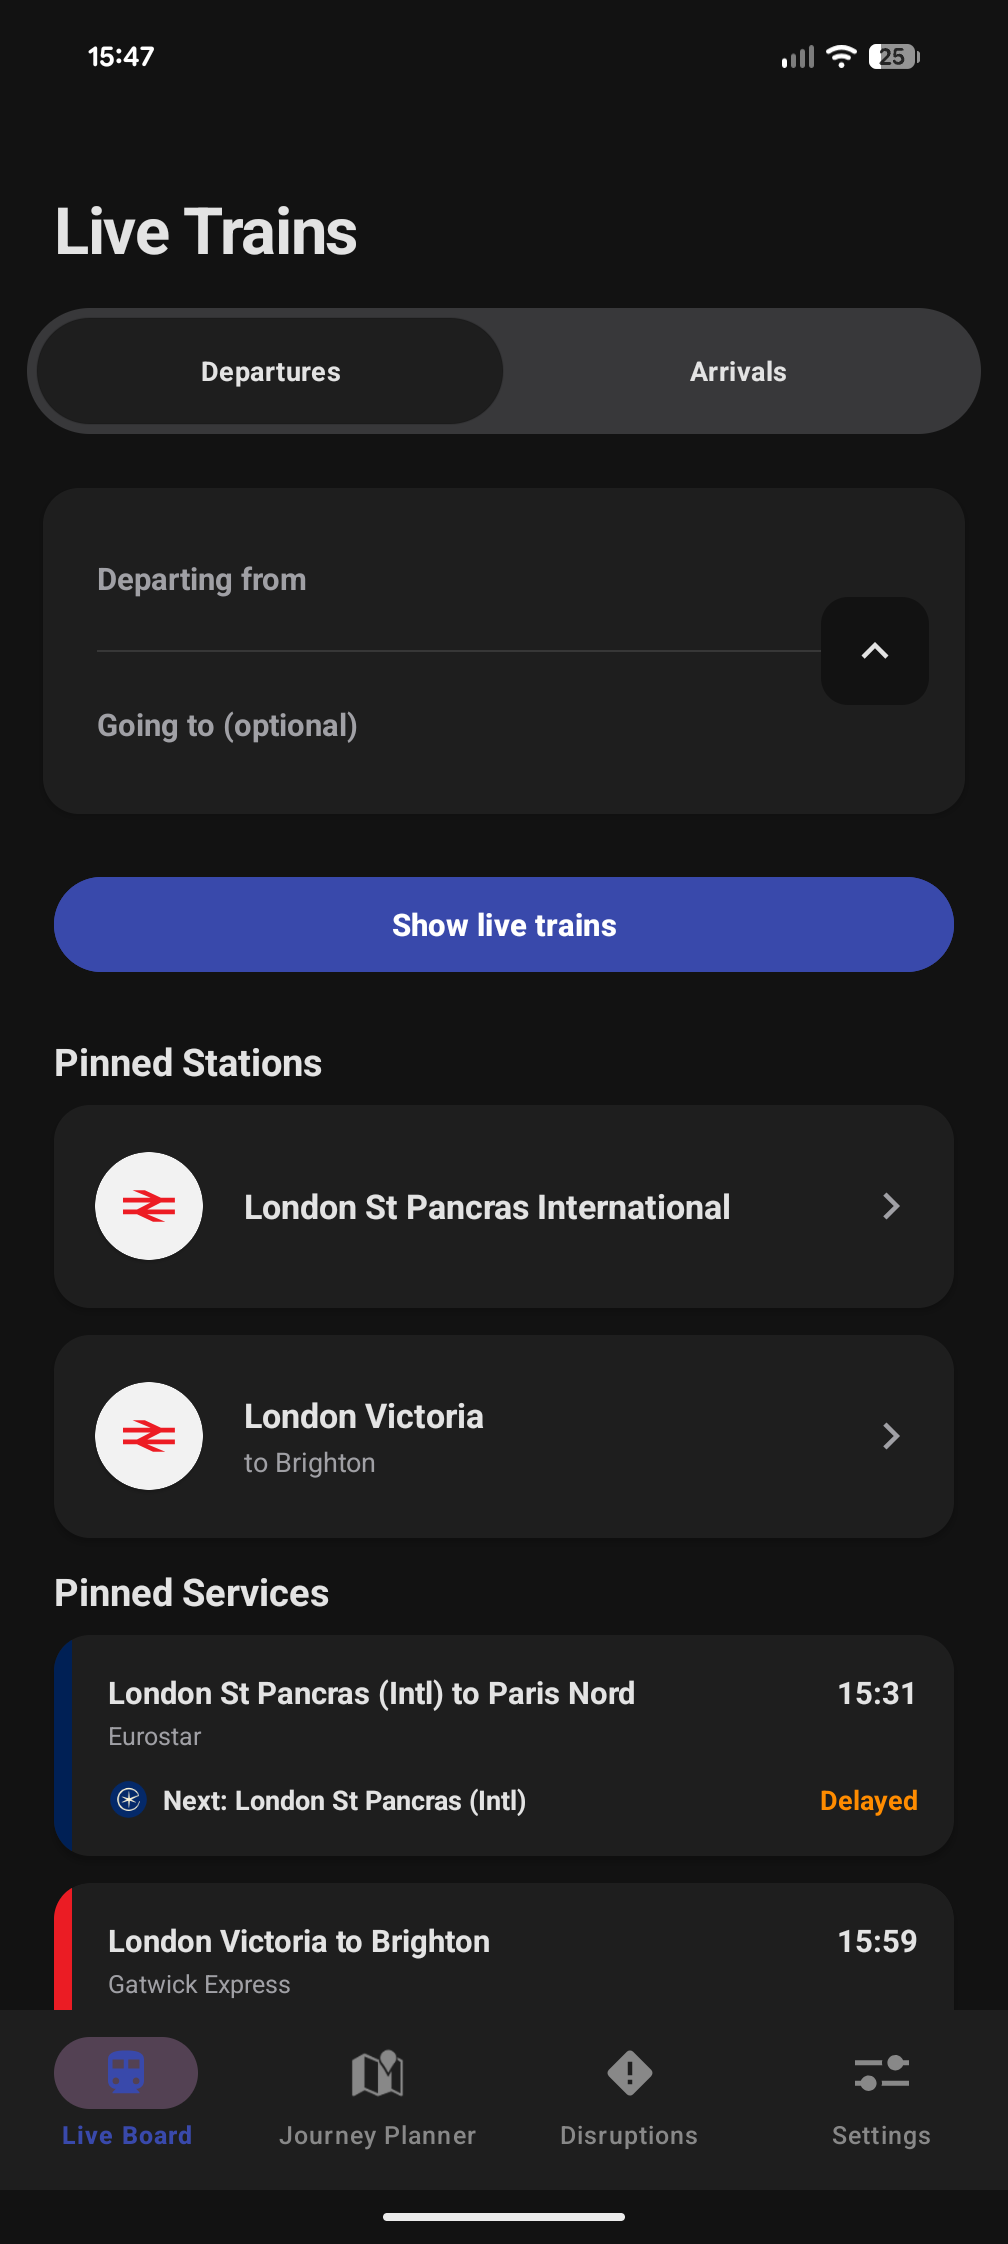 15:47
25
Live Trains
Departures
Arrivals
Departing from
Going to (optional)
Show live trains
Pinned Stations
London St Pancras International
London Victoria
to Brighton
Pinned Services
London St Pancras (Intl) to Paris Nord
15:31
Eurostar
Next: London St Pancras (Intl)
Delayed
London Victoria to Brighton
15:59
Gatwick Express
Live Board
Journey Planner
Disruptions
Settings